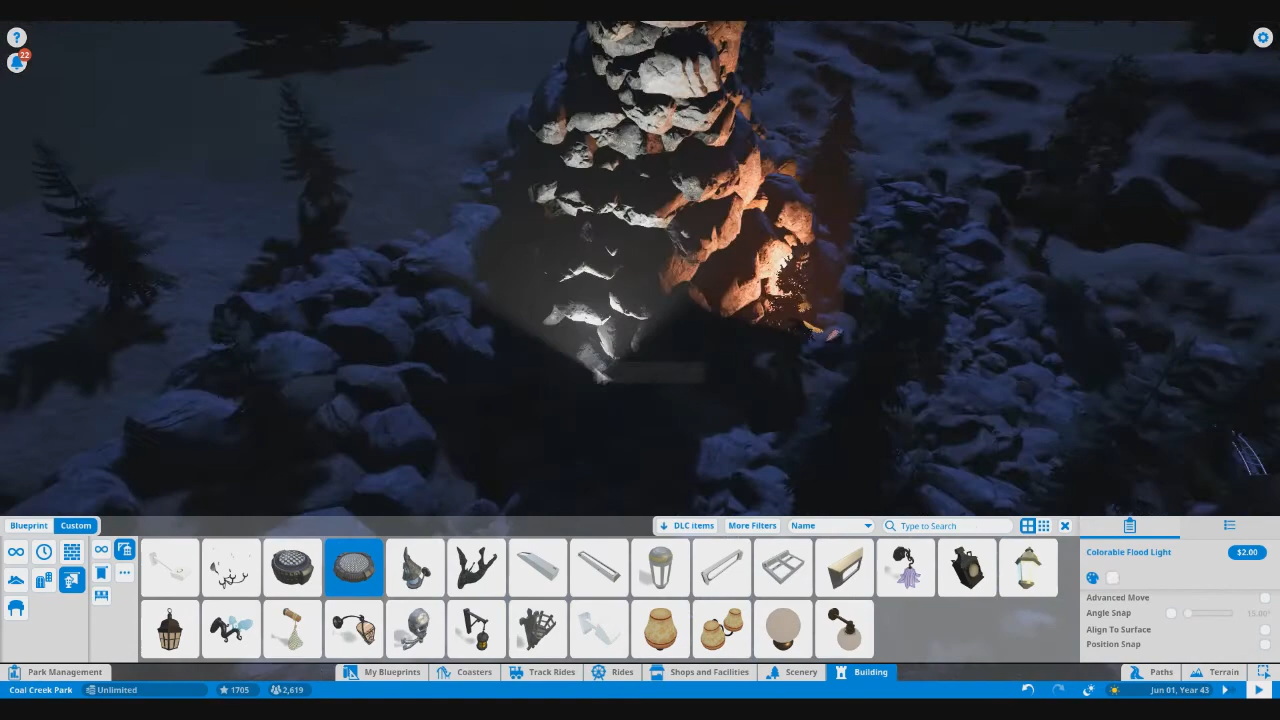 ?
22
Blueprint Custom
DLC items More Filters Name Type to Search
Colorable Flood Light $2.00
Advanced Move
Angle Snap 15.00°
Align To Surface
Position Snap
Park Management My Blueprints Coasters Track Rides Rides Shops and Facilities Scenery Building Paths Terrain
Coal Creek Park Unlimited 1705 2,619 Jun 01, Year 43